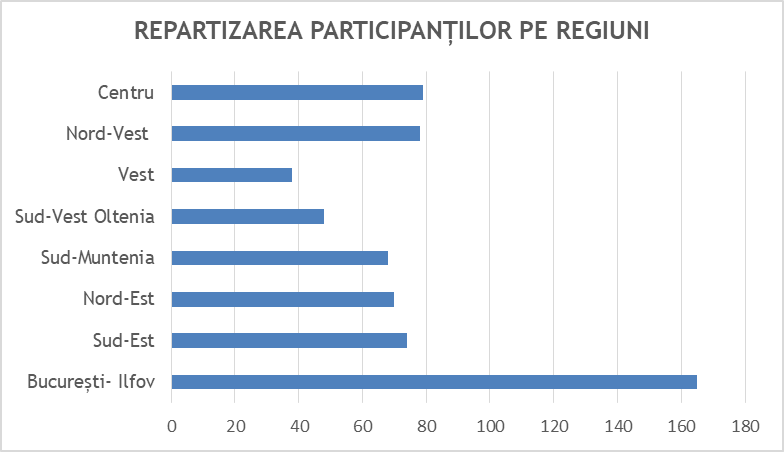 REPARTIZAREA PARTICIPANȚILOR PE REGIUNI
Centru
Nord-Vest
Vest
Sud-Vest Oltenia
Sud-Muntenia
Nord-Est
Sud-Est
București- Ilfov
0 20 40 60 80 100 120 140 160 180